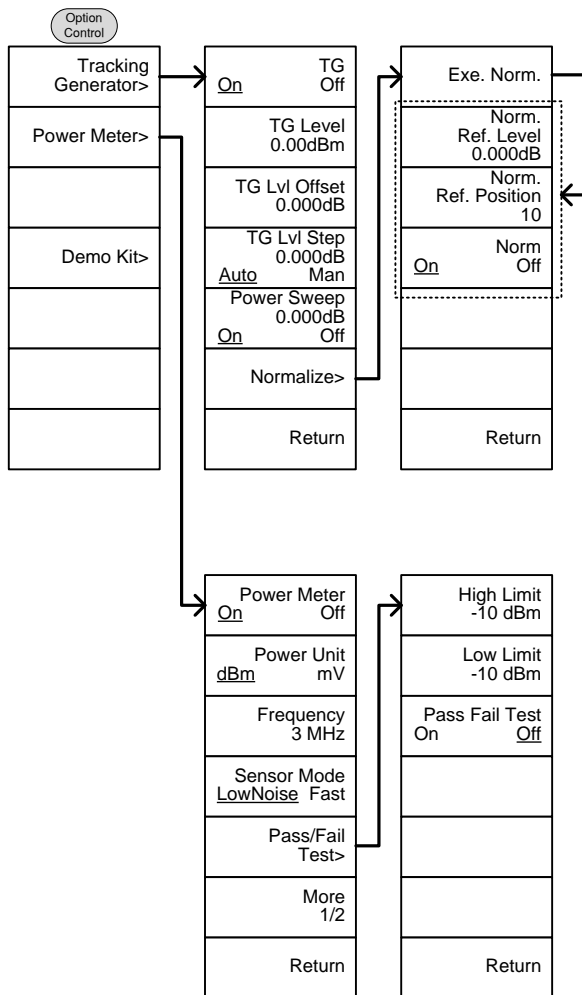 Option
Control
Tracking
Generator>
Power Meter>
Demo Kit>
TG
On Off
TG Level
0.00dBm
TG Lvl Offset
0.000dB
TG Lvl Step
0.000dB
Auto Man
Power Sweep
0.000dB
On Off
Normalize>
Return
Exe. Norm.
Norm.
Ref. Level
0.000dB
Norm.
Ref. Position
10
Norm
On Off
Return
Power Meter
On Off
Power Unit
dBm mV
Frequency
3 MHz
Sensor Mode
LowNoise Fast
Pass/Fail
Test>
More
1/2
Return
High Limit
-10 dBm
Low Limit
-10 dBm
Pass Fail Test
On Off
Return